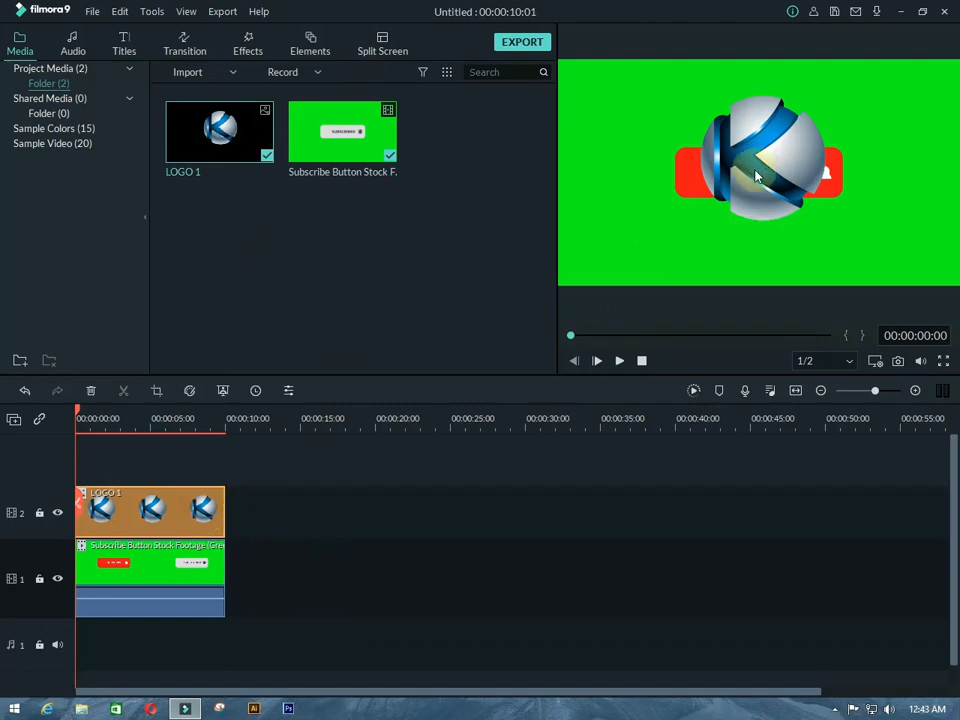 filmora9
File Edit Tools View Export Help
Untitled : 00:00:10:01
Media Audio Titles Transition Effects Elements Split Screen
EXPORT
Project Media (2)
Folder (2)
Shared Media (0)
Folder (0)
Sample Colors (15)
Sample Video (20)
Import Record Search
LOGO 1 Subscribe Button Stock F.
SUBSCRIBED
00:00:00:00
1/2
00:00:00:00 00:00:05:00 00:00:10:00 00:00:15:00 00:00:20:00 00:00:25:00 00:00:30:00 00:00:35:00 00:00:40:00 00:00:45:00 00:00:50:00 00:00:55:00
2 LOGO 1
1 Subscribe Button Stock Footage (Gre
1
Ai Ps
12:43 AM